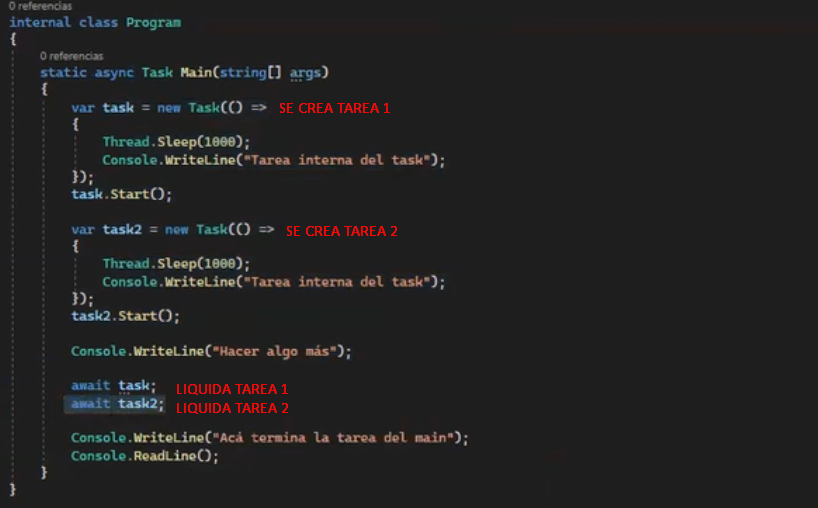 0 referencias
internal class Program
{
0 referencias
static async Task Main(string[] args)
{
var task = new Task(() => SE CREA TAREA 1
{
Thread.Sleep(1000);
Console.WriteLine("Tarea interna del task");
});
task.Start();
var task2 = new Task(() => SE CREA TAREA 2
{
Thread.Sleep(1000);
Console.WriteLine("Tarea interna del task");
});
task2.Start();
Console.WriteLine("Hacer algo más");
await task; LIQUIDA TAREA 1
await task2; LIQUIDA TAREA 2
Console.WriteLine("Acá termina la tarea del main");
Console.ReadLine();
}
}